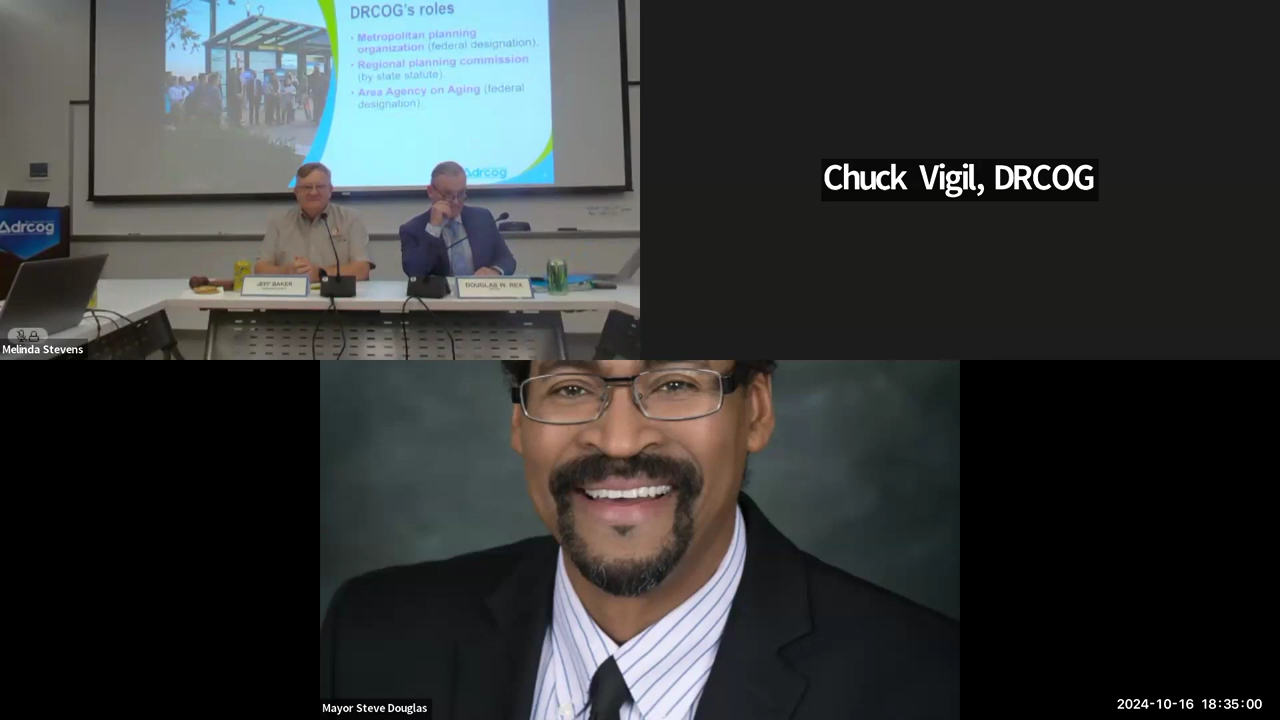 DRCOG's roles
• Metropolitan planning
organization (federal designation).
• Regional planning commission
(by state statute).
• Area Agency on Aging (federal
designation).
drcog
drcog
JEFF BAKER
DOUGLAS W. REX
Melinda Stevens
Chuck Vigil, DRCOG
Mayor Steve Douglas
2024-10-16 18:35:00